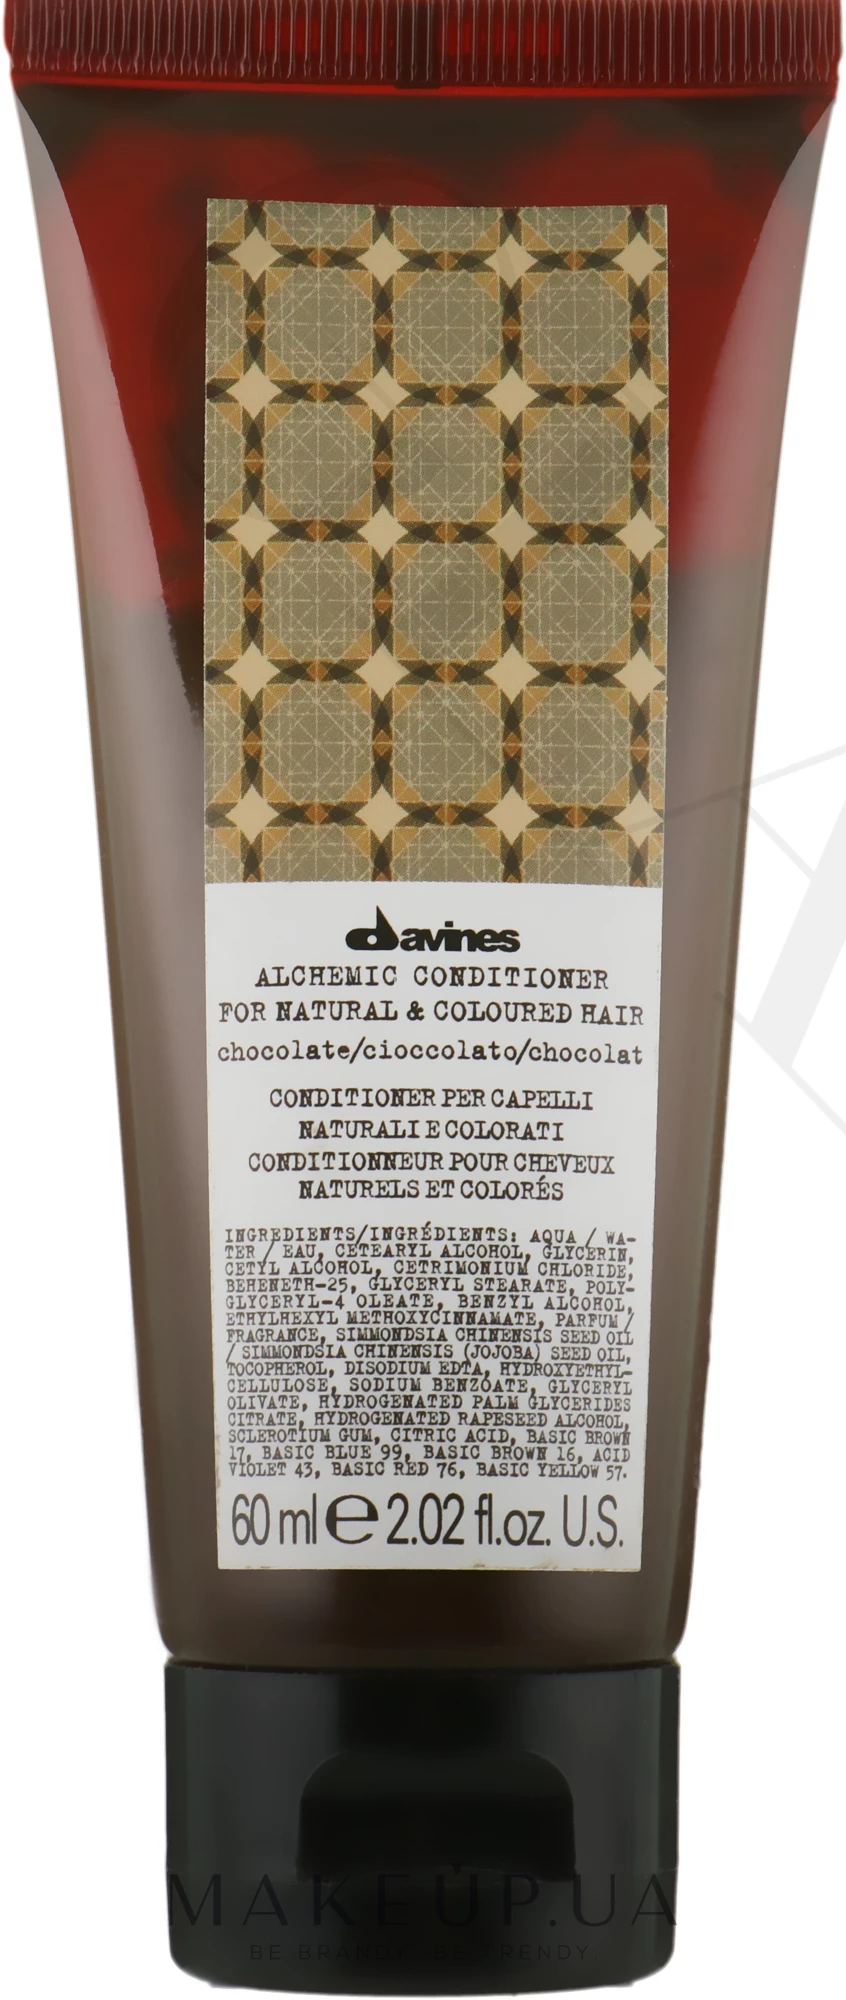 davines
ALCHEMIC CONDITIONER
FOR NATURAL & COLOURED HAIR
chocolate/cioccolato/chocolat
CONDITIONER PER CAPELLI
NATURALI E COLORATI
CONDITIONNEUR POUR CHEVEUX
NATURELS ET COLORÉS
INGREDIENTS/INGRÉDIENTS: AQUA / WA-
TER / EAU, CETEARYL ALCOHOL, GLYCERIN,
CETYL ALCOHOL, CETRIMONIUM CHLORIDE,
BEHENETH-25, GLYCERYL STEARATE, POLY-
GLYCERYL-4 OLEATE, BENZYL ALCOHOL,
ETHYLHEXYL METHOXYCINNAMATE, PARFUM /
FRAGRANCE, SIMMONDSIA CHINENSIS SEED OIL
/ SIMMONDSIA CHINENSIS (JOJOBA) SEED OIL,
TOCOPHEROL, DISODIUM EDTA, HYDROXYETHYL-
CELLULOSE, SODIUM BENZOATE, GLYCERYL
OLIVATE, HYDROGENATED PALM GLYCERIDES
CITRATE, HYDROGENATED RAPESEED ALCOHOL,
SCLEROTIUM GUM, CITRIC ACID, BASIC BROWN
17, BASIC BLUE 99, BASIC BROWN 16, ACID
VIOLET 43, BASIC RED 76, BASIC YELLOW 57.
60 ml e 2.02 fl.oz. U.S.
MAKEUP.UA
BE BRANDY. BE TRENDY.